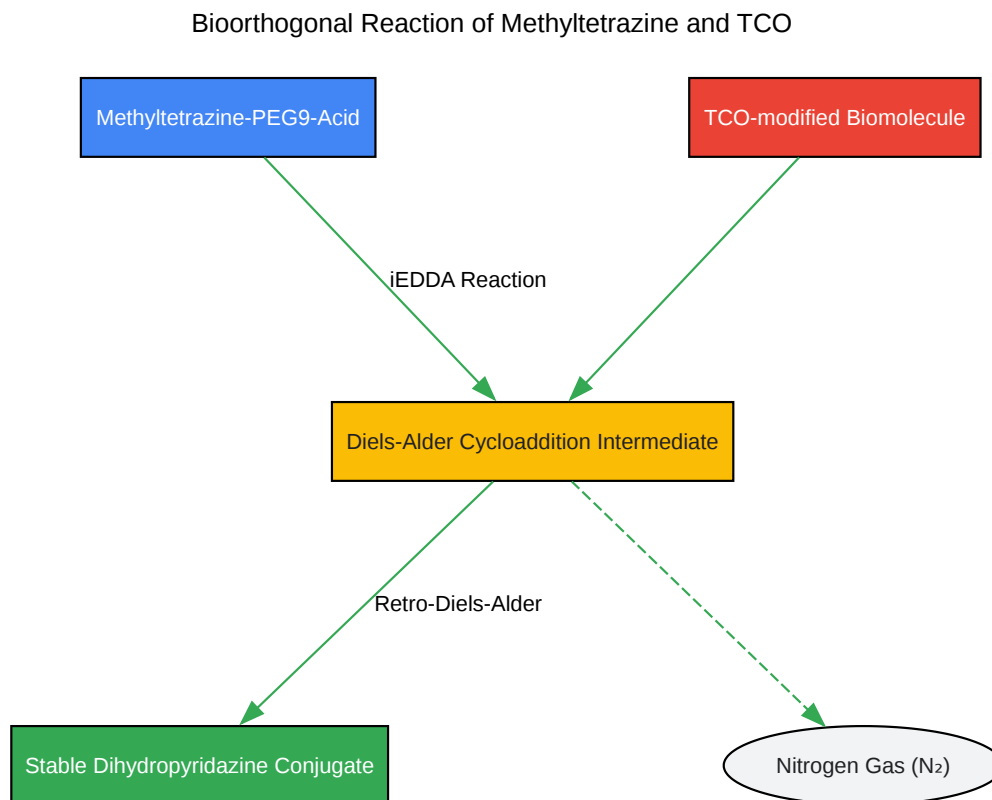 Bioorthogonal Reaction of Methyltetrazine and TCO
Methyltetrazine-PEG9-Acid
TCO-modified Biomolecule
iEDDA Reaction
Diels-Alder Cycloaddition Intermediate
Retro-Diels-Alder
Stable Dihydropyridazine Conjugate
Nitrogen Gas (N₂)